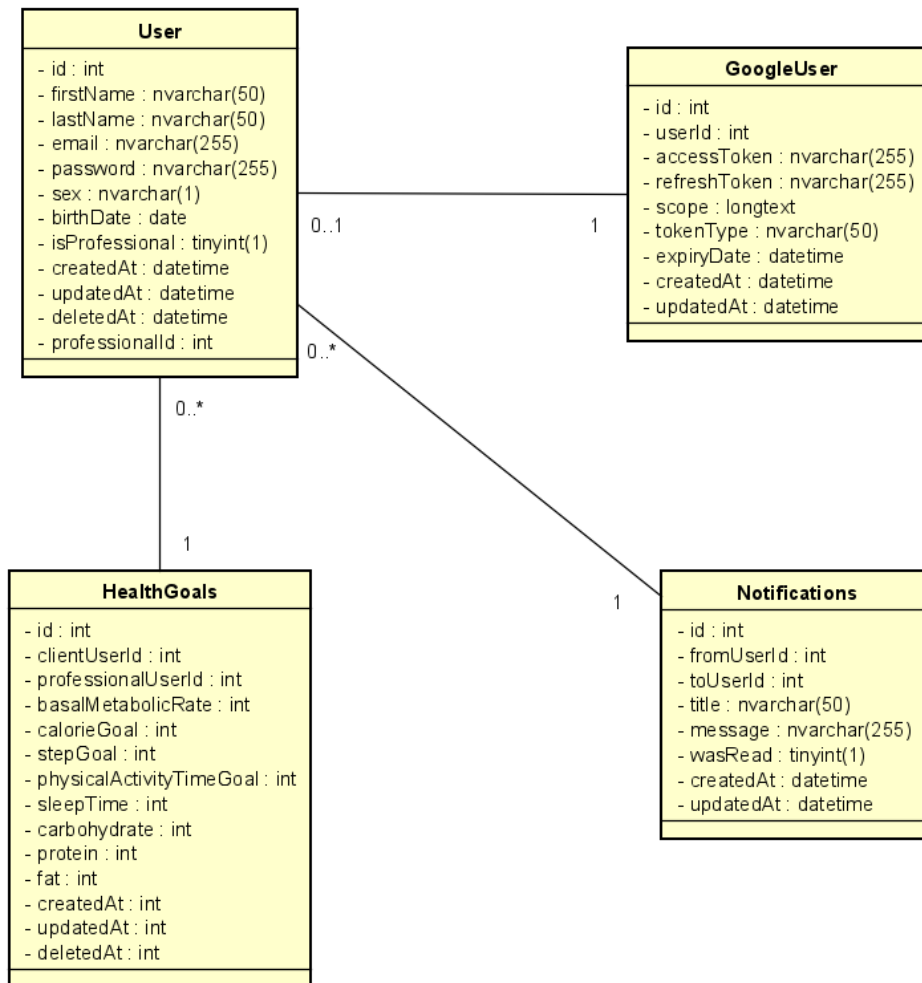 User
- id : int
- firstName : nvarchar(50)
- lastName : nvarchar(50)
- email : nvarchar(255)
- password : nvarchar(255)
- sex : nvarchar(1)
- birthDate : date
- isProfessional : tinyint(1)
- createdAt : datetime
- updatedAt : datetime
- deletedAt : datetime
- professionalId : int
GoogleUser
- id : int
- userId : int
- accessToken : nvarchar(255)
- refreshToken : nvarchar(255)
- scope : longtext
- tokenType : nvarchar(50)
- expiryDate : datetime
- createdAt : datetime
- updatedAt : datetime
0..1
1
0..*
0..*
1
1
HealthGoals
- id : int
- clientUserId : int
- professionalUserId : int
- basalMetabolicRate : int
- calorieGoal : int
- stepGoal : int
- physicalActivityTimeGoal : int
- sleepTime : int
- carbohydrate : int
- protein : int
- fat : int
- createdAt : int
- updatedAt : int
- deletedAt : int
Notifications
- id : int
- fromUserId : int
- toUserId : int
- title : nvarchar(50)
- message : nvarchar(255)
- wasRead : tinyint(1)
- createdAt : datetime
- updatedAt : datetime